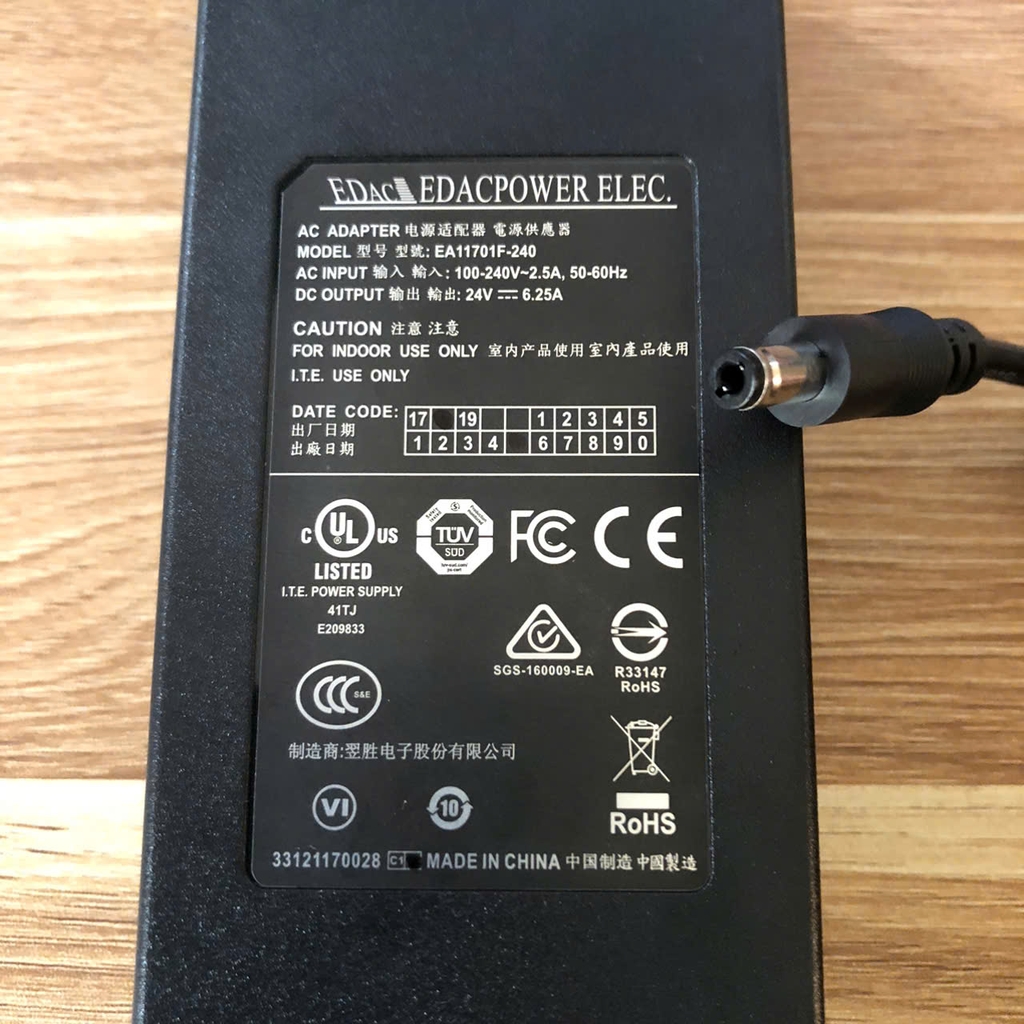 EDAC EDACPOWER ELEC.
AC ADAPTER 电源适配器 電源供應器
MODEL 型号 型號: EA11701F-240
AC INPUT 输入 輸入: 100-240V~2.5A, 50-60Hz
DC OUTPUT 输出 輸出: 24V ⎓ 6.25A
CAUTION 注意 注意
FOR INDOOR USE ONLY 室内产品使用 室內產品使用
I.T.E. USE ONLY
DATE CODE: 17 19 1 2 3 4 5
出厂日期
出廠日期 1 2 3 4 6 7 8 9 0
C UL US
LISTED
I.T.E. POWER SUPPLY
41TJ
E209833
TÜV
SÜD
FC CE
SGS-160009-EA
R33147
RoHS
CCC S&E
制造商:翌胜电子股份有限公司
VI 10
RoHS
33121170028 C1 MADE IN CHINA 中国制造 中國製造